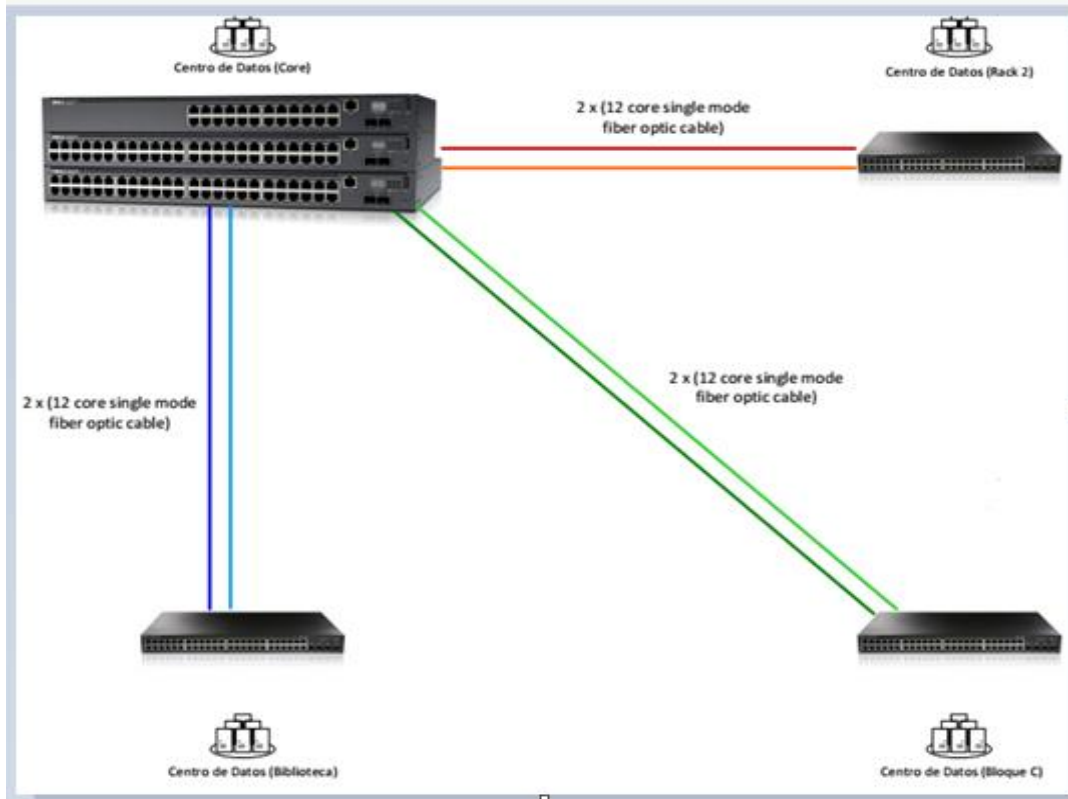 Centro de Datos (Core)
Centro de Datos (Rack 2)
2 x (12 core single mode
fiber optic cable)
2 x (12 core single mode
fiber optic cable)
2 x (12 core single mode
fiber optic cable)
Centro de Datos (Biblioteca)
Centro de Datos (Bloque C)